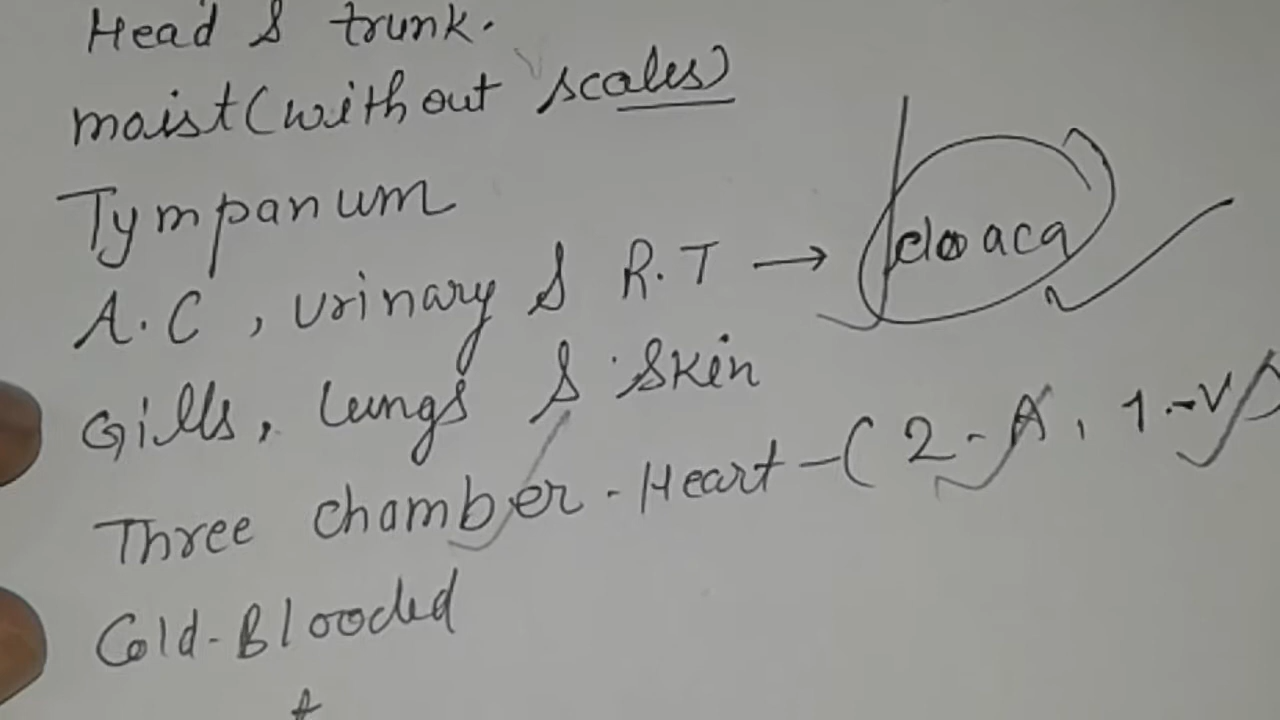 Head & trunk.
moist (without scales)
Tympanum
A.C, urinary & R.T → cloaca
Gills, lungs & skin
Three chamber - Heart - (2-A, 1-V)
Cold-Blooded